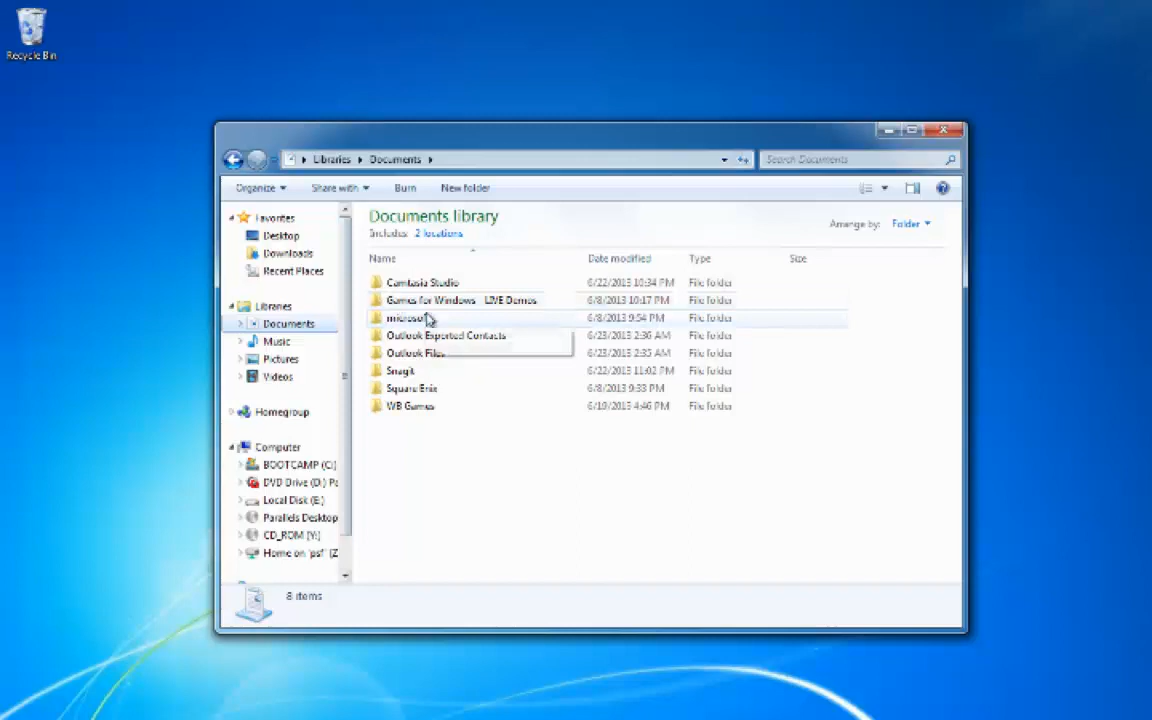 Recycle Bin
Libraries Documents
Search Documents
Organize Share with Burn New folder
Favorites
Desktop
Downloads
Recent Places
Libraries
Documents
Music
Pictures
Videos
Homegroup
Computer
BOOTCAMP (C:)
DVD Drive (D:) Pa
Local Disk (E:)
Parallels Desktop
CD_ROM (Y:)
Home on 'psf' (Z
Documents library
Includes: 2 locations
Arrange by: Folder
Name Date modified Type Size
Camtasia Studio 6/22/2013 10:34 PM File folder
Games for Windows - LIVE Demos 6/8/2013 10:17 PM File folder
microsoft 6/8/2013 9:54 PM File folder
Outlook Exported Contacts 6/23/2013 2:36 AM File folder
Outlook Files 6/23/2013 2:35 AM File folder
Snagit 6/22/2013 11:02 PM File folder
Square Enix 6/8/2013 9:33 PM File folder
WB Games 6/19/2013 4:46 PM File folder
8 items